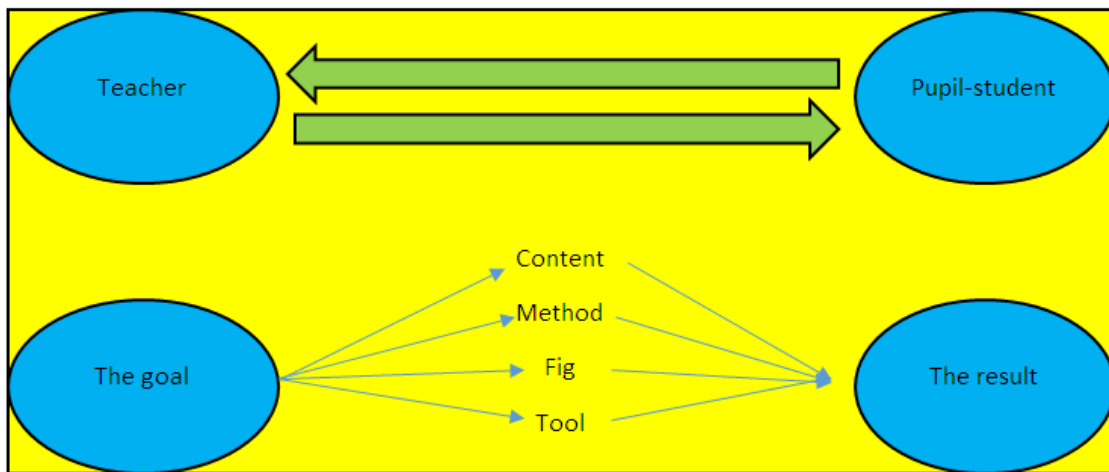 Teacher
Pupil-student
Content
Method
The goal
Fig
The result
Tool